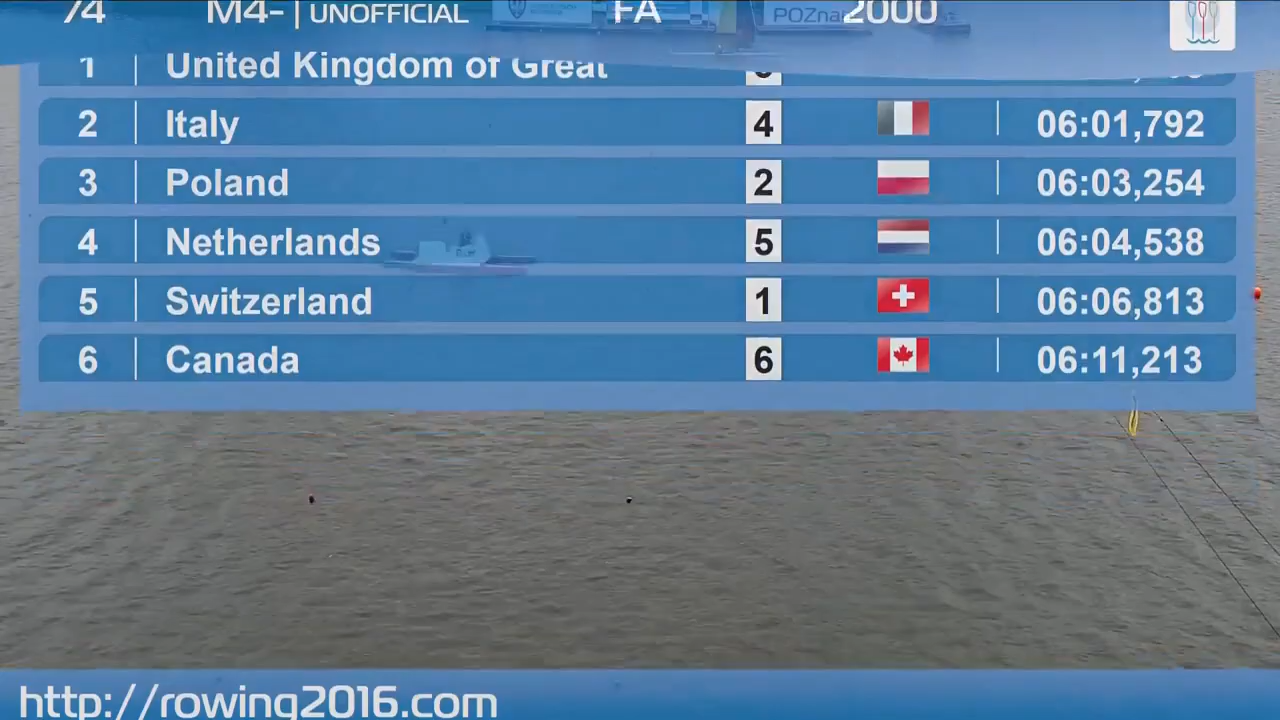 74 M4- | UNOFFICIAL FA 2000
POZna
1 United Kingdom of Great
2 Italy 4 06:01,792
3 Poland 2 06:03,254
4 Netherlands 5 06:04,538
5 Switzerland 1 06:06,813
6 Canada 6 06:11,213
http://rowing2016.com